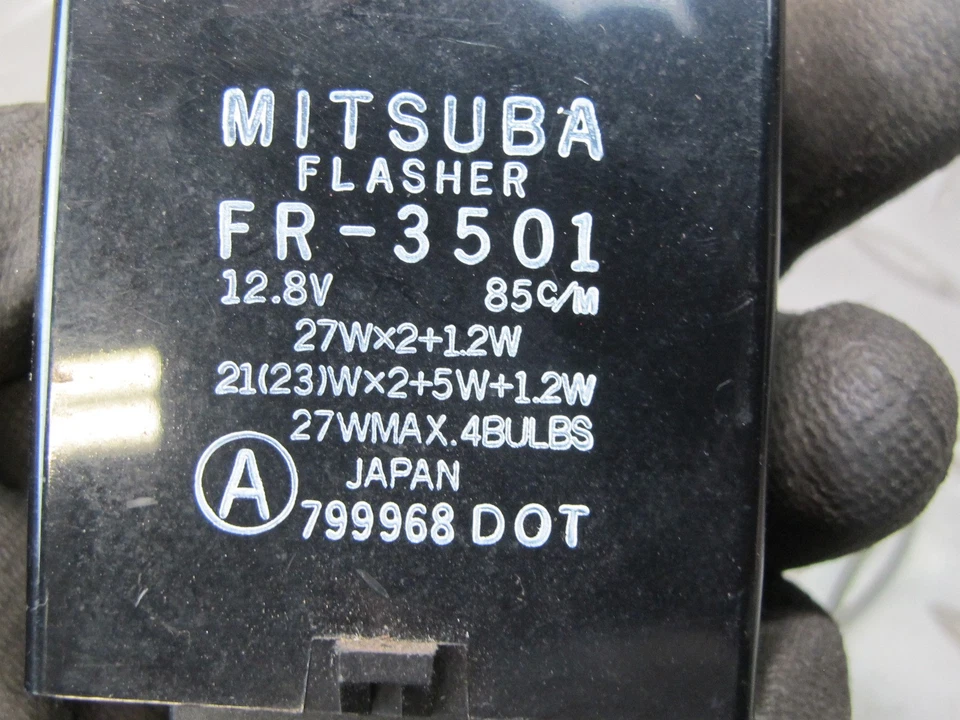 MITSUBA
FLASHER
FR-3501
12.8V 85C/M
27W×2+1.2W
21(23)W×2+5W+1.2W
27WMAX.4BULBS
JAPAN
A 799968 DOT